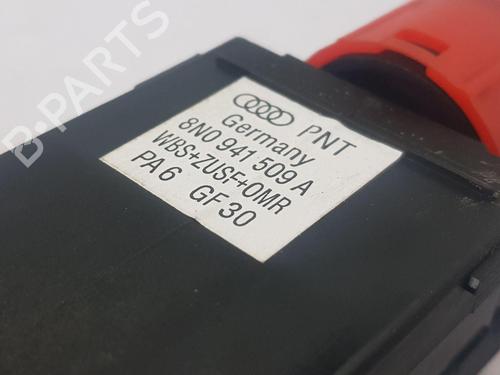 B-PARTS
PNT
Germany
8N0 941 509 A
WBS+ZUSF+OMR
PA6 GF30